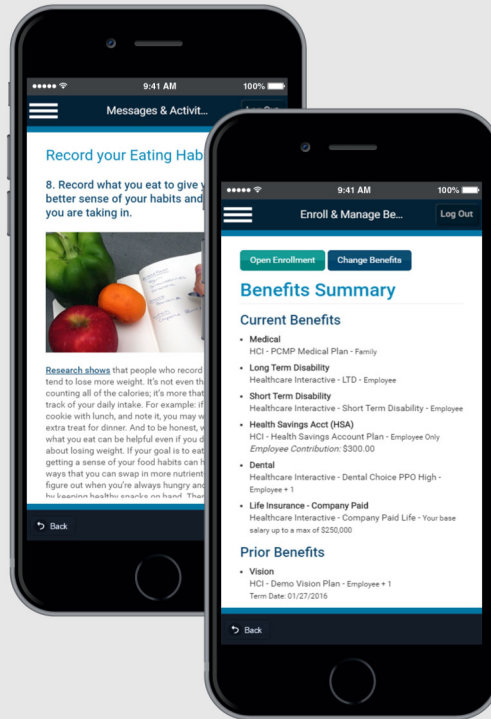 9:41 AM
100%
Messages & Activit...
Record your Eating Hab
8. Record what you eat to give
better sense of your habits and
you are taking in.
Research shows that people who record
tend to lose more weight. It's not even
counting all of the calories; it's more that
track of your daily intake. For example: if
cookie with lunch, and note it, you may
extra treat for dinner. And to be honest,
what you eat can be helpful even if you
about losing weight. If your goal is to eat
getting a sense of your food habits can
ways that you can swap in more nutrient
figure out when you're always hungry and
by keeping healthy snacks on hand.
Back
9:41 AM
100%
Enroll & Manage Be...
Log Out
Open Enrollment
Change Benefits
Benefits Summary
Current Benefits
• Medical
HCI - PCMP Medical Plan - Family
• Long Term Disability
Healthcare Interactive - LTD - Employee
• Short Term Disability
Healthcare Interactive - Short Term Disability - Employee
• Health Savings Acct (HSA)
HCI - Health Savings Account Plan - Employee Only
Employee Contribution: $300.00
• Dental
Healthcare Interactive - Dental Choice PPO High -
Employee + 1
• Life Insurance - Company Paid
Healthcare Interactive - Company Paid Life - Your base
salary up to a max of $250,000
Prior Benefits
• Vision
HCI - Demo Vision Plan - Employee + 1
Term Date: 01/27/2016
Back